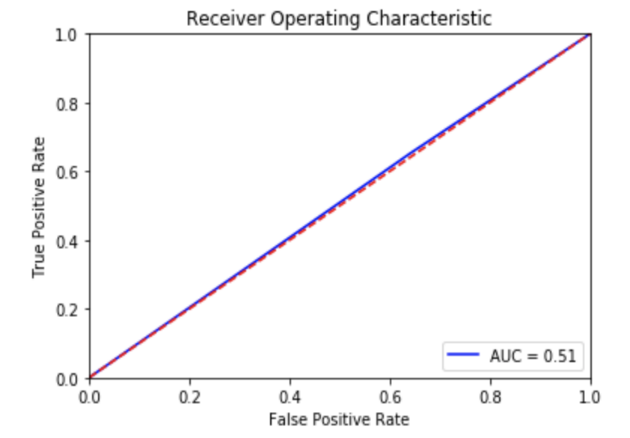 Receiver Operating Characteristic
1.0
0.8
0.6
0.4
0.2
0.0
True Positive Rate
AUC = 0.51
0.0 0.2 0.4 0.6 0.8 1.0
False Positive Rate